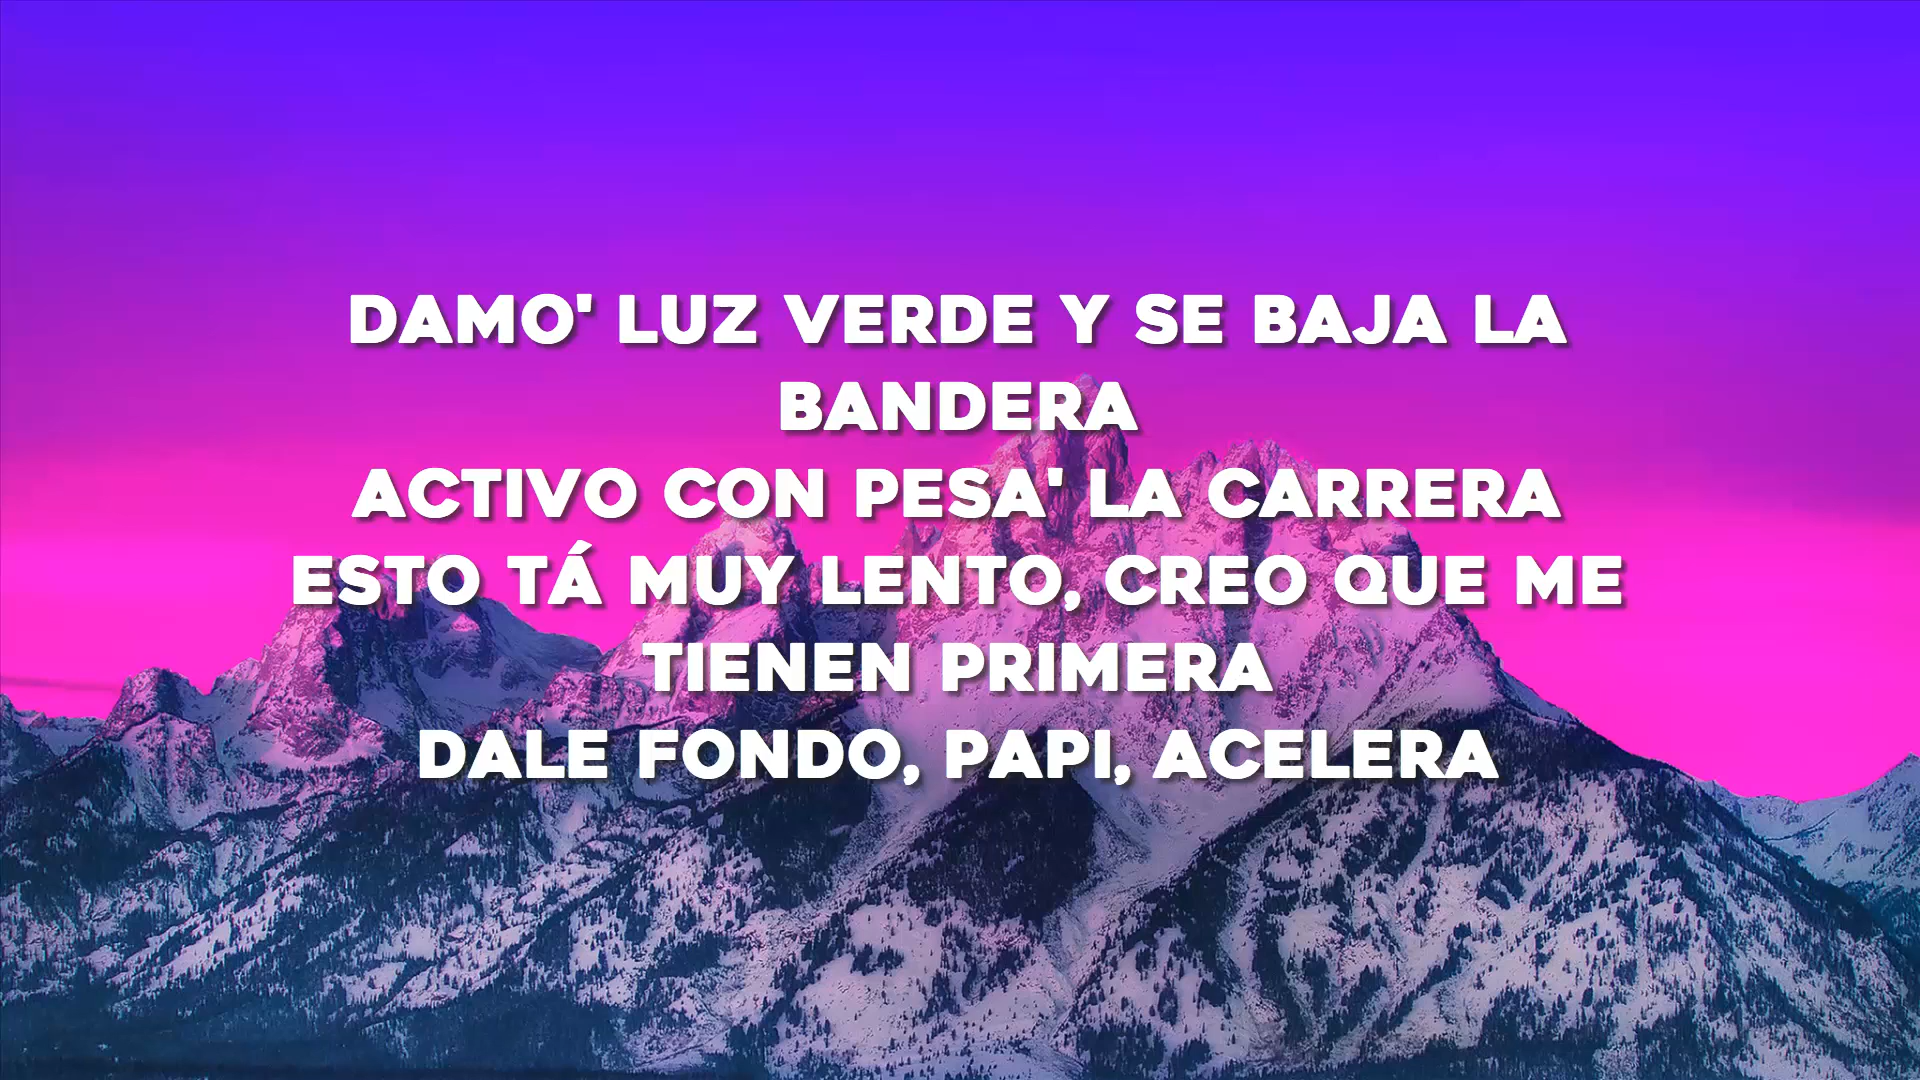 DAMO' LUZ VERDE Y SE BAJA LA
BANDERA
ACTIVO CON PESA' LA CARRERA
ESTO TÁ MUY LENTO, CREO QUE ME
TIENEN PRIMERA
DALE FONDO, PAPI, ACELERA